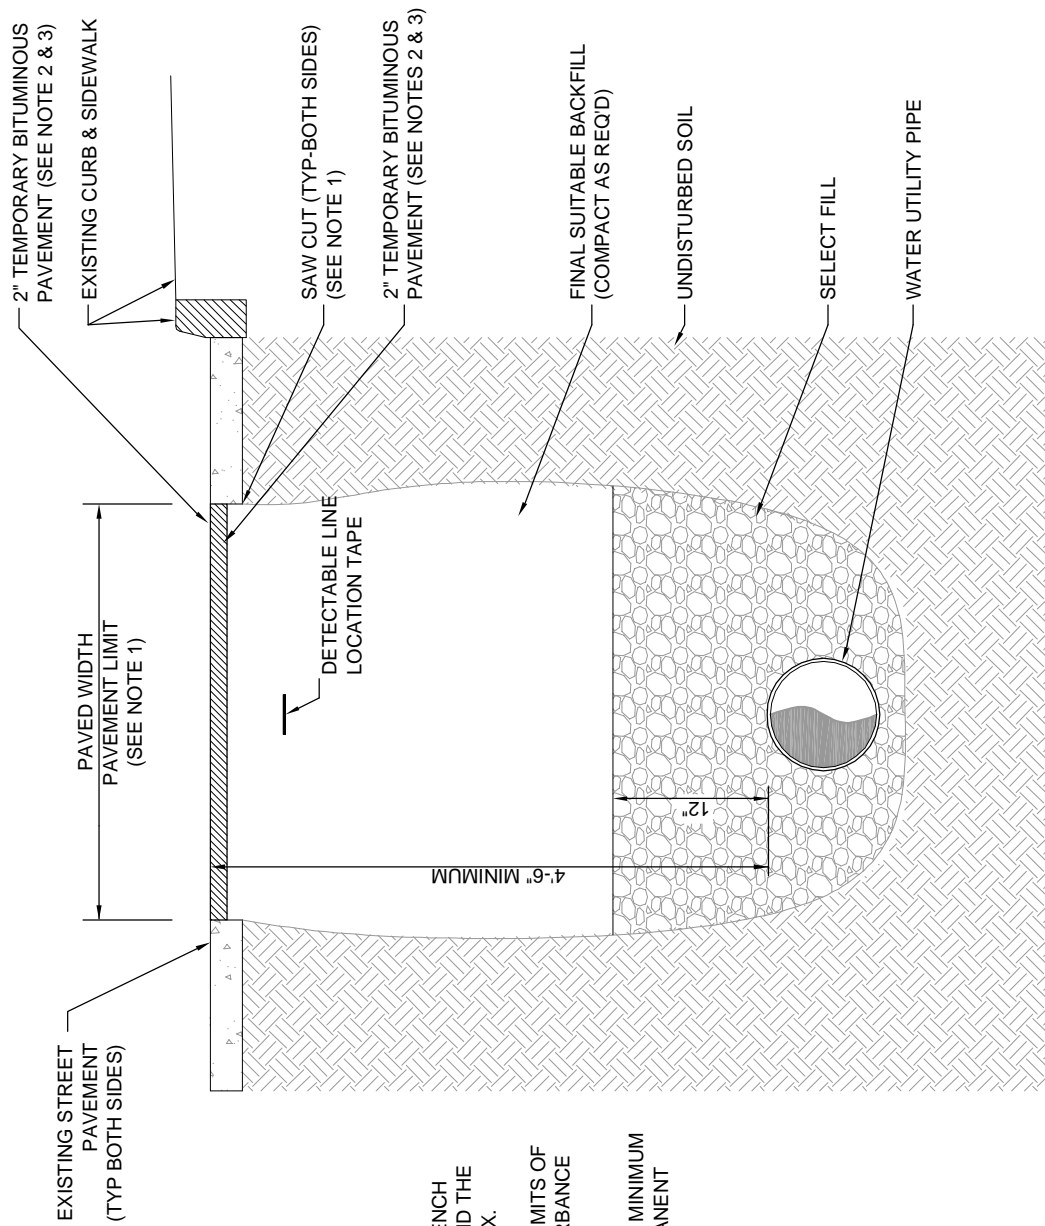 2" TEMPORARY BITUMINOUS
PAVEMENT (SEE NOTE 2 & 3)
EXISTING CURB & SIDEWALK
SAW CUT (TYP-BOTH SIDES)
(SEE NOTE 1)
2" TEMPORARY BITUMINOUS
PAVEMENT (SEE NOTES 2 & 3)
FINAL SUITABLE BACKFILL
(COMPACT AS REQ'D)
UNDISTURBED SOIL
SELECT FILL
WATER UTILITY PIPE
PAVED WIDTH
PAVEMENT LIMIT
(SEE NOTE 1)
DETECTABLE LINE
LOCATION TAPE
12"
4'-6" MINIMUM
EXISTING STREET
PAVEMENT
(TYP BOTH SIDES)
ENCH
ND THE
X.
MITS OF
RBANCE
MINIMUM
ANENT